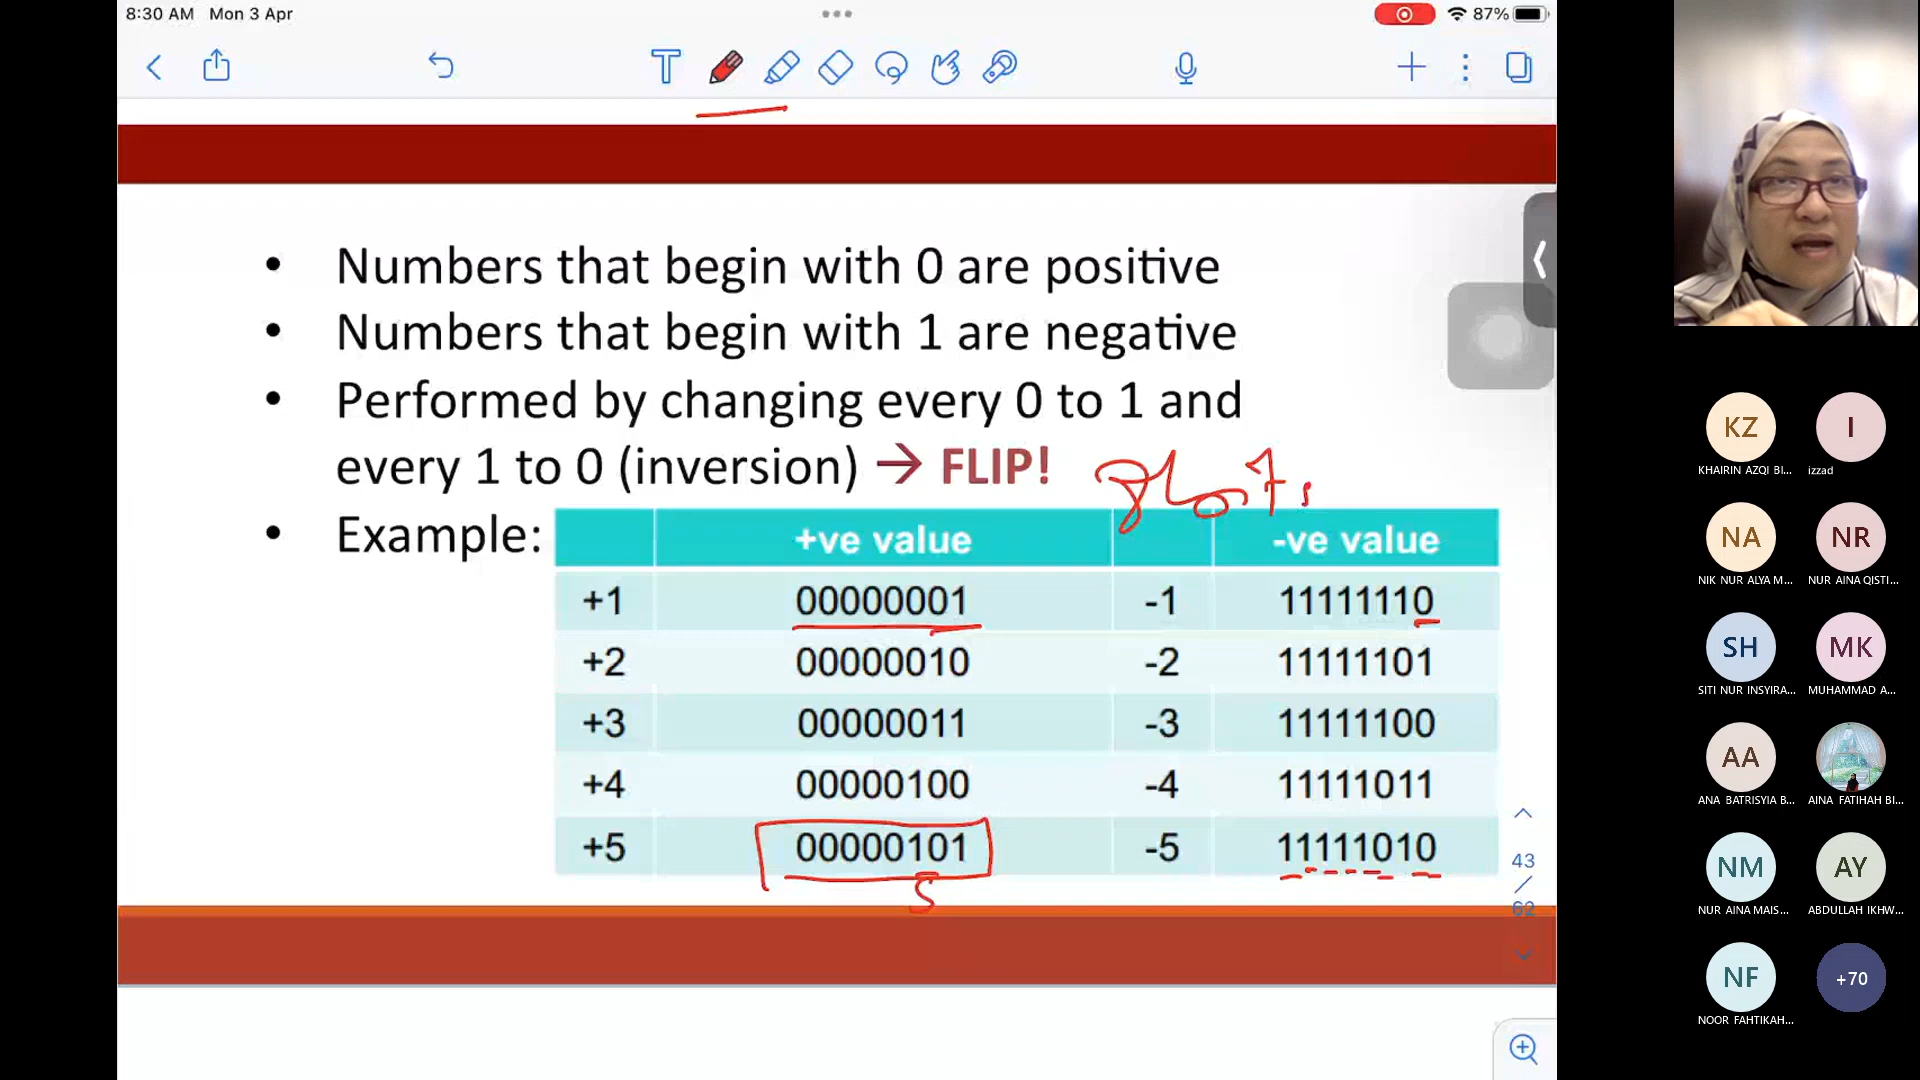 8:30 AM Mon 3 Apr
87%
T
• Numbers that begin with 0 are positive
• Numbers that begin with 1 are negative
• Performed by changing every 0 to 1 and
every 1 to 0 (inversion) → FLIP!
• Example:
+ve value -ve value
+1 00000001 -1 11111110
+2 00000010 -2 11111101
+3 00000011 -3 11111100
+4 00000100 -4 11111011
+5 00000101 -5 11111010
5
43
/
62
KZ
KHAIRIN AZQI BI...
I
izzad
NA
NIK NUR ALYA M...
NR
NUR AINA QISTI...
SH
SITI NUR INSYIRA...
MK
MUHAMMAD A...
AA
ANA BATRISYIA B...
AINA FATIHAH BI...
NM
NUR AINA MAIS...
AY
ABDULLAH IKHW...
NF
NOOR FAHTIKAH...
+70